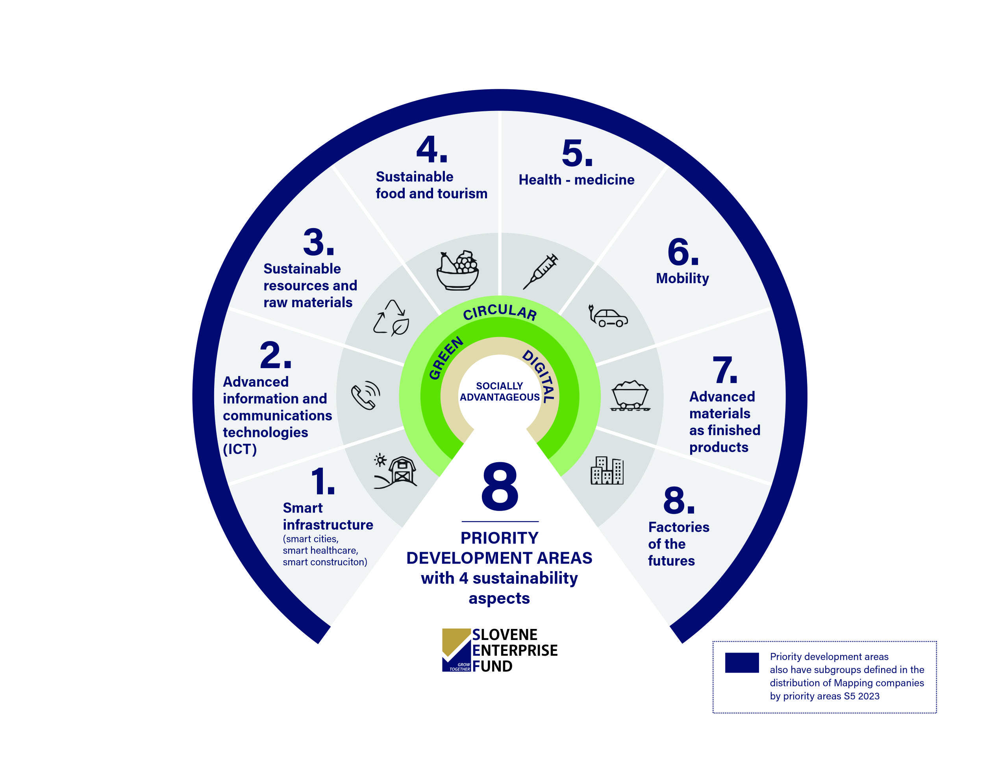 4.
Sustainable
food and tourism
5.
Health - medicine
3.
Sustainable
resources and
raw materials
6.
Mobility
2.
Advanced
information and
communications
technologies
(ICT)
7.
Advanced
materials
as finished
products
1.
Smart
infrastructure
(smart cities,
smart healthcare,
smart construciton)
8.
Factories
of the
futures
CIRCULAR
GREEN
DIGITAL
SOCIALLY
ADVANTAGEOUS
8
PRIORITY
DEVELOPMENT AREAS
with 4 sustainability
aspects
GROW
TOGETHER
SLOVENE
ENTERPRISE
FUND
Priority development areas
also have subgroups defined in the
distribution of Mapping companies
by priority areas S5 2023